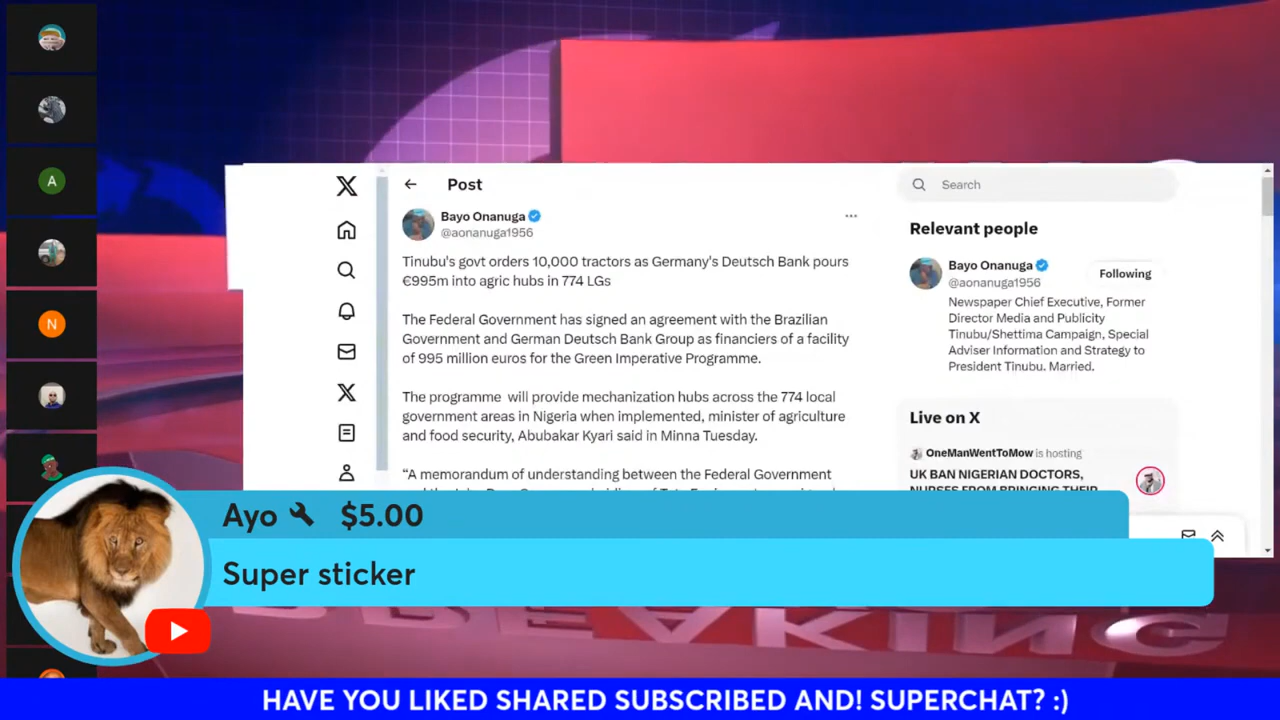 Post
Search
Bayo Onanuga
@aonanuga1956
Tinubu's govt orders 10,000 tractors as Germany's Deutsch Bank pours
€995m into agric hubs in 774 LGs
The Federal Government has signed an agreement with the Brazilian
Government and German Deutsch Bank Group as financiers of a facility
of 995 million euros for the Green Imperative Programme.
The programme will provide mechanization hubs across the 774 local
government areas in Nigeria when implemented, minister of agriculture
and food security, Abubakar Kyari said in Minna Tuesday.
“A memorandum of understanding between the Federal Government
Relevant people
Bayo Onanuga
@aonanuga1956
Following
Newspaper Chief Executive, Former
Director Media and Publicity
Tinubu/Shettima Campaign, Special
Adviser Information and Strategy to
President Tinubu. Married.
Live on X
OneManWentToMow is hosting
UK BAN NIGERIAN DOCTORS,
NURSES FROM BRINGING THEIR
A
N
Ayo $5.00
Super sticker
HAVE YOU LIKED SHARED SUBSCRIBED AND! SUPERCHAT? :)